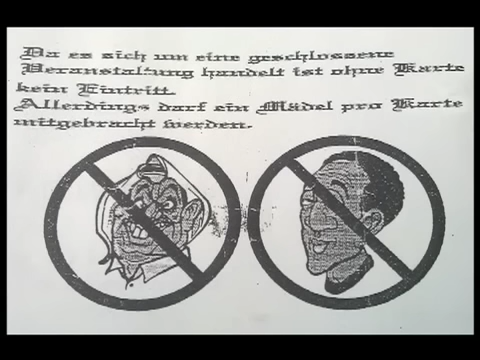 Da es sich um eine geschlossene
Veranstaltung handelt ist ohne Karte
kein Eintritt.
Allerdings darf ein Mädel pro Karte
mitgebracht werden.